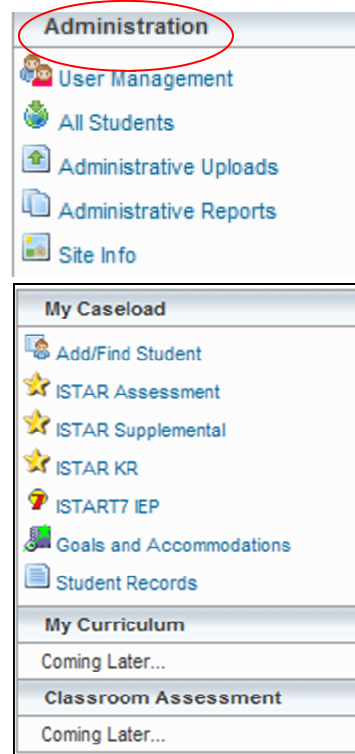 Administration
User Management
All Students
Administrative Uploads
Administrative Reports
Site Info
My Caseload
Add/Find Student
ISTAR Assessment
ISTAR Supplemental
ISTAR KR
ISTART7 IEP
Goals and Accommodations
Student Records
My Curriculum
Coming Later...
Classroom Assessment
Coming Later...